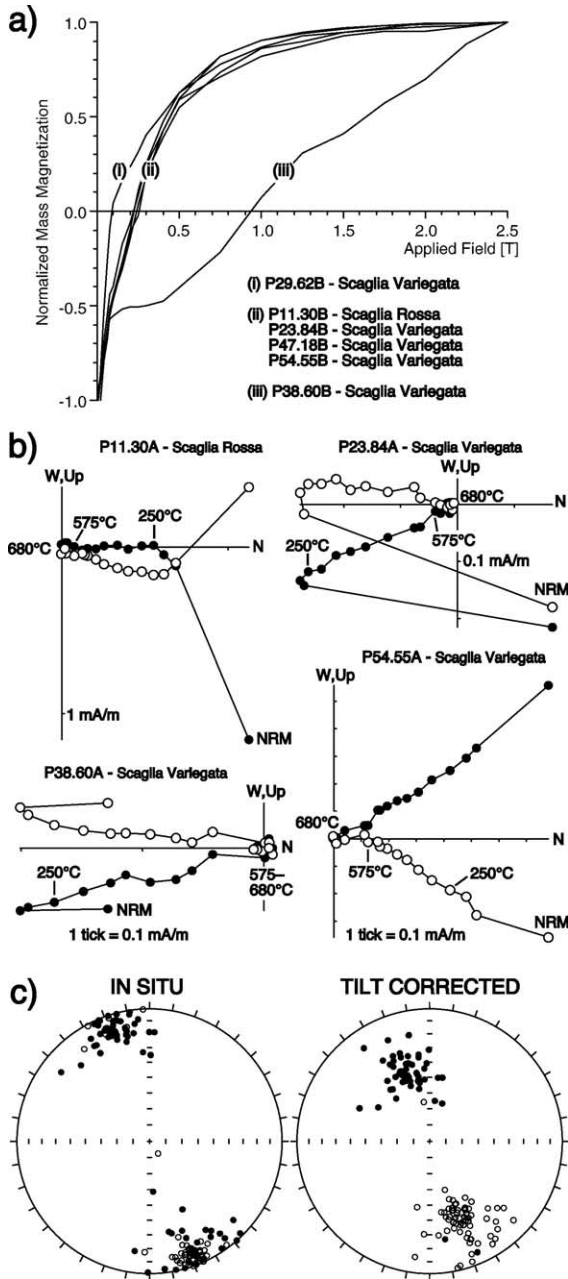 a)
1.0
0.5
0.0
-0.5
-1.0
Normalized Mass Magnetization
(i)
(ii)
(iii)
0.5
1.0
1.5
2.0
2.5
Applied Field [T]
(i) P29.62B - Scaglia Variegata
(ii) P11.30B - Scaglia Rossa
P23.84B - Scaglia Variegata
P47.18B - Scaglia Variegata
P54.55B - Scaglia Variegata
(iii) P38.60B - Scaglia Variegata
b)
P11.30A - Scaglia Rossa
W,Up
575°C
250°C
680°C
N
1 mA/m
NRM
P23.84A - Scaglia Variegata
W,Up
680°C
N
250°C
575°C
0.1 mA/m
NRM
P38.60A - Scaglia Variegata
W,Up
N
250°C
575–
680°C
NRM
1 tick = 0.1 mA/m
P54.55A - Scaglia Variegata
W,Up
680°C
N
575°C
250°C
NRM
1 tick = 0.1 mA/m
c)
IN SITU
TILT CORRECTED